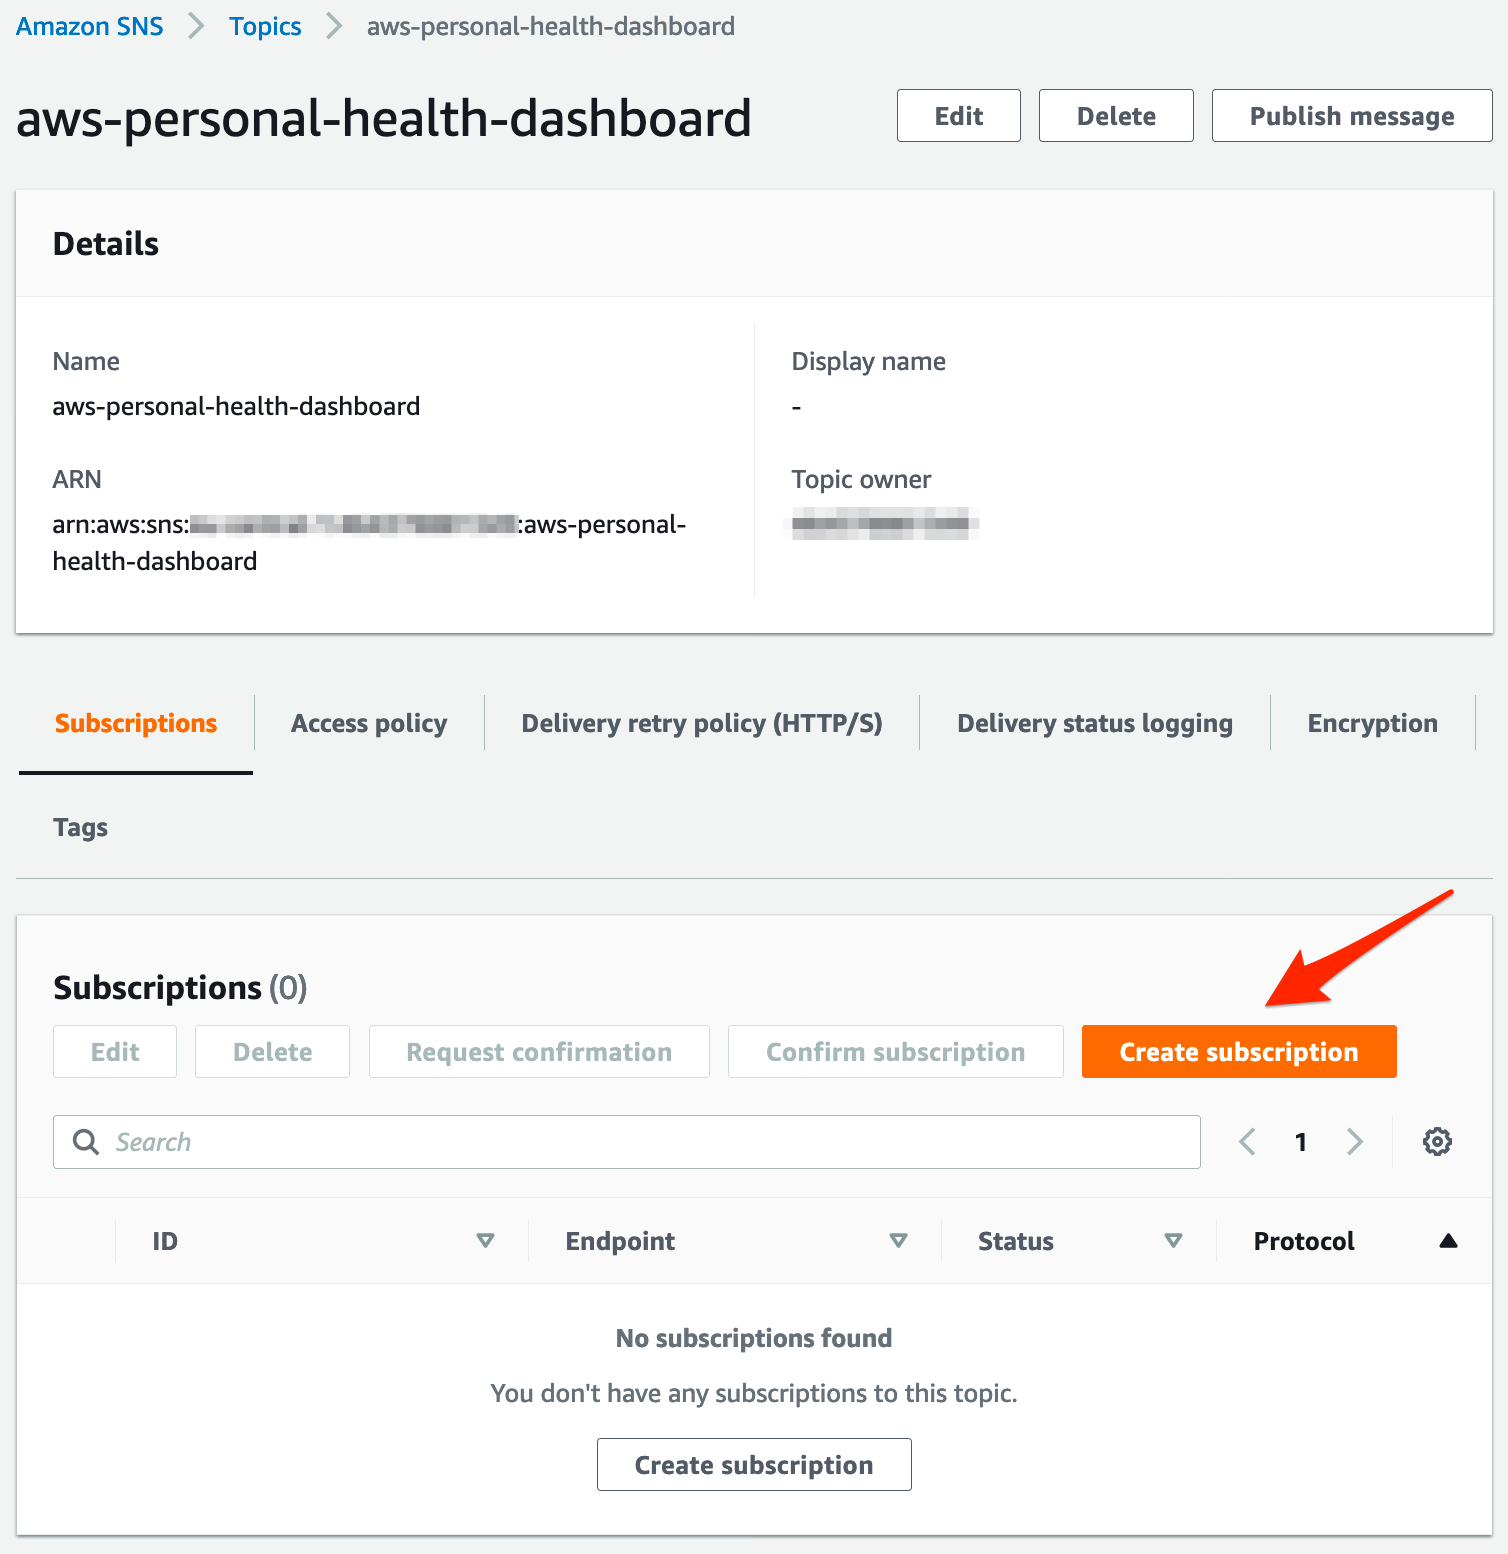 Amazon SNS > Topics > aws-personal-health-dashboard
aws-personal-health-dashboard
Edit
Delete
Publish message
Details
Name
aws-personal-health-dashboard
ARN
arn:aws:sns: :aws-personal-
health-dashboard
Display name
-
Topic owner
Subscriptions
Access policy
Delivery retry policy (HTTP/S)
Delivery status logging
Encryption
Tags
Subscriptions (0)
Edit
Delete
Request confirmation
Confirm subscription
Create subscription
Search
1
ID
Endpoint
Status
Protocol
No subscriptions found
You don't have any subscriptions to this topic.
Create subscription